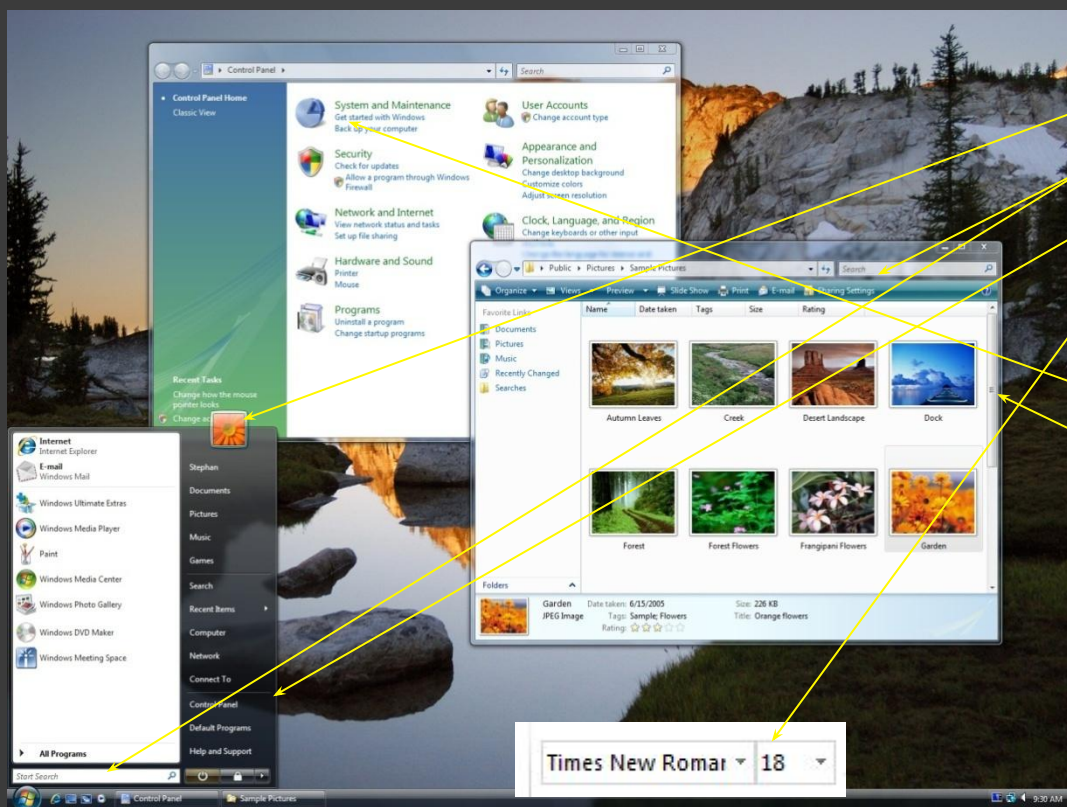 Control Panel
Search
Control Panel Home
Classic View
System and Maintenance
Get started with Windows
Back up your computer
Security
Check for updates
Allow a program through Windows
Firewall
Network and Internet
View network status and tasks
Set up file sharing
Hardware and Sound
Printer
Mouse
Programs
Uninstall a program
Change startup programs
User Accounts
Change account type
Appearance and
Personalization
Change desktop background
Customize colors
Adjust screen resolution
Clock, Language, and Region
Change keyboards or other input
Recent Tasks
Change how the mouse
pointer looks
Public Pictures Sample Pictures
Search
Organize Views Preview Slide Show Print E-mail Sharing Settings
Favorite Links
Documents
Pictures
Music
Recently Changed
Searches
Folders
Name Date taken Tags Size Rating
Autumn Leaves Creek Desert Landscape Dock
Forest Forest Flowers Frangipani Flowers Garden
Garden Date taken: 6/15/2005 Size: 226 KB
JPEG Image Tags: Sample; Flowers Title: Orange flowers
Rating:
Internet
Internet Explorer
E-mail
Windows Mail
Windows Ultimate Extras
Windows Media Player
Paint
Windows Media Center
Windows Photo Gallery
Windows DVD Maker
Windows Meeting Space
All Programs
Start Search
Stephan
Documents
Pictures
Music
Games
Search
Recent Items
Computer
Network
Connect To
Control Panel
Default Programs
Help and Support
Times New Romar 18
Control Panel Sample Pictures 9:30 AM